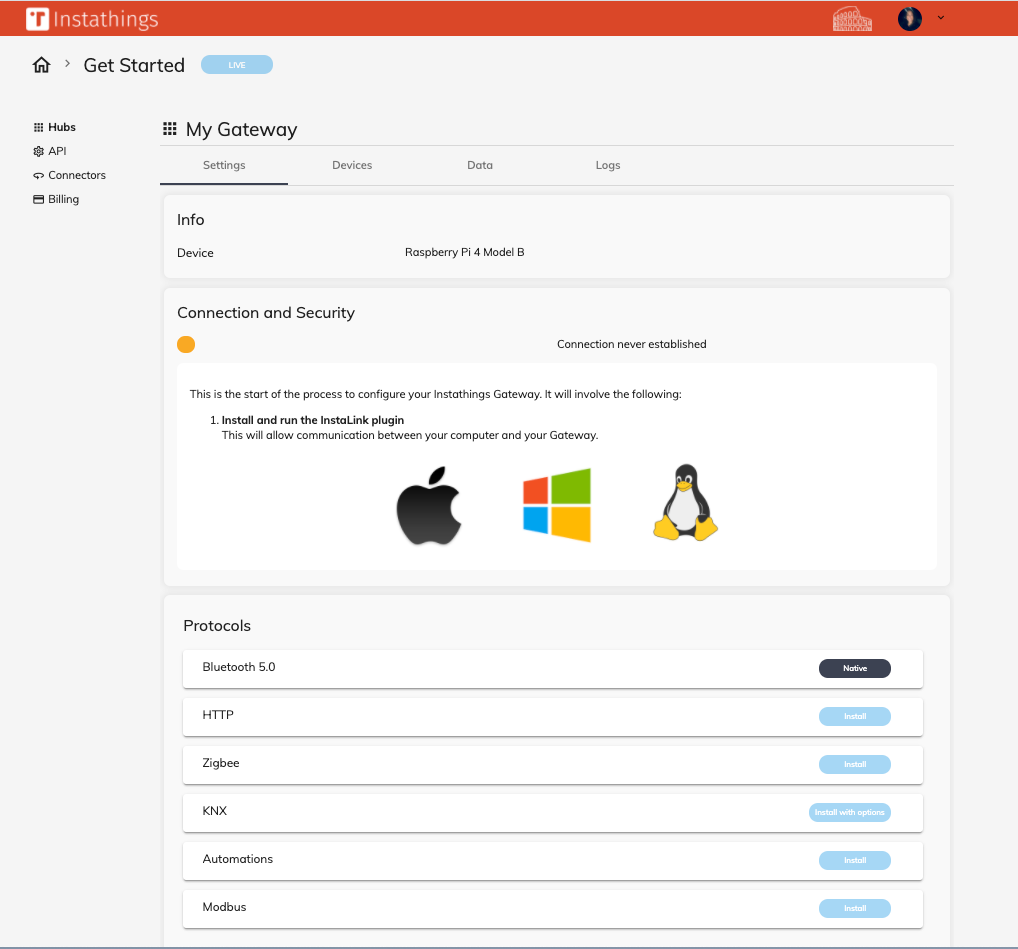 Instathings
Get Started
LIVE
Hubs
API
Connectors
Billing
My Gateway
Settings
Devices
Data
Logs
Info
Device
Raspberry Pi 4 Model B
Connection and Security
Connection never established
This is the start of the process to configure your Instathings Gateway. It will involve the following:
1. Install and run the InstaLink plugin
This will allow communication between your computer and your Gateway.
Protocols
Bluetooth 5.0
Native
HTTP
Install
Zigbee
Install
KNX
Install with options
Automations
Install
Modbus
Install